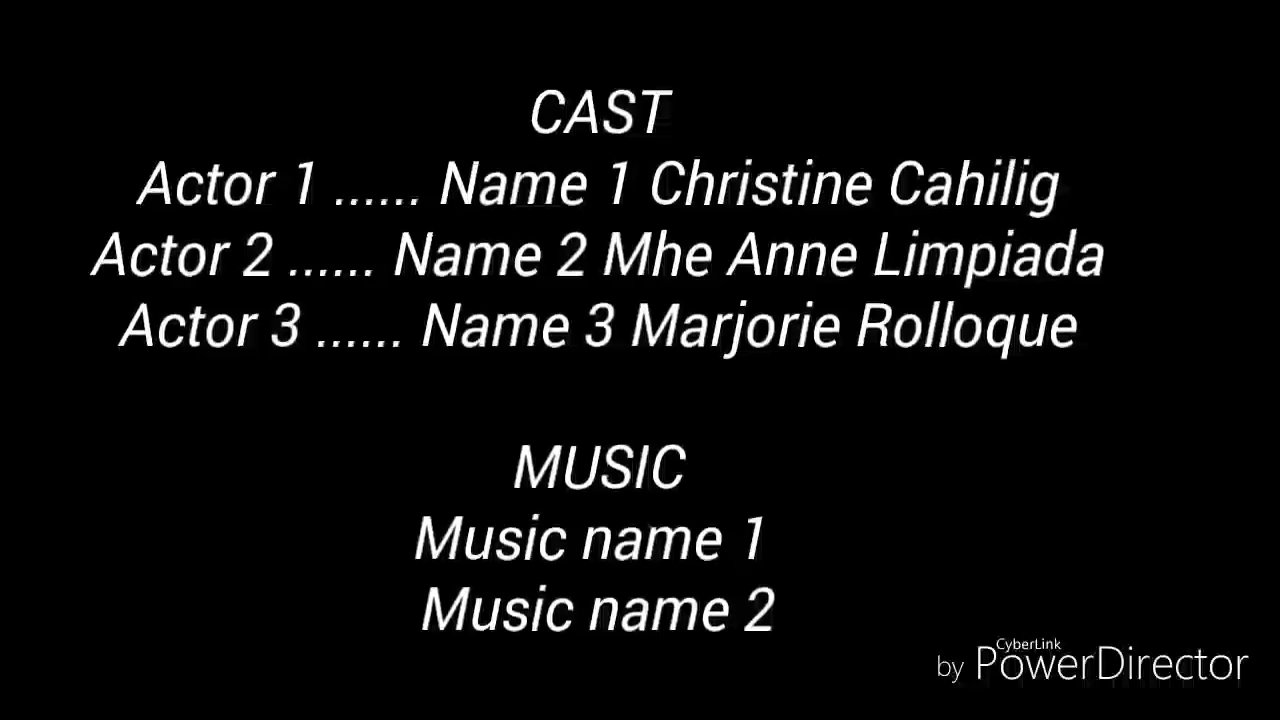 CAST
Actor 1 ...... Name 1 Christine Cahilig
Actor 2 ...... Name 2 Mhe Anne Limpiada
Actor 3 ...... Name 3 Marjorie Rolloque
MUSIC
Music name 1
Music name 2
CyberLink
by PowerDirector